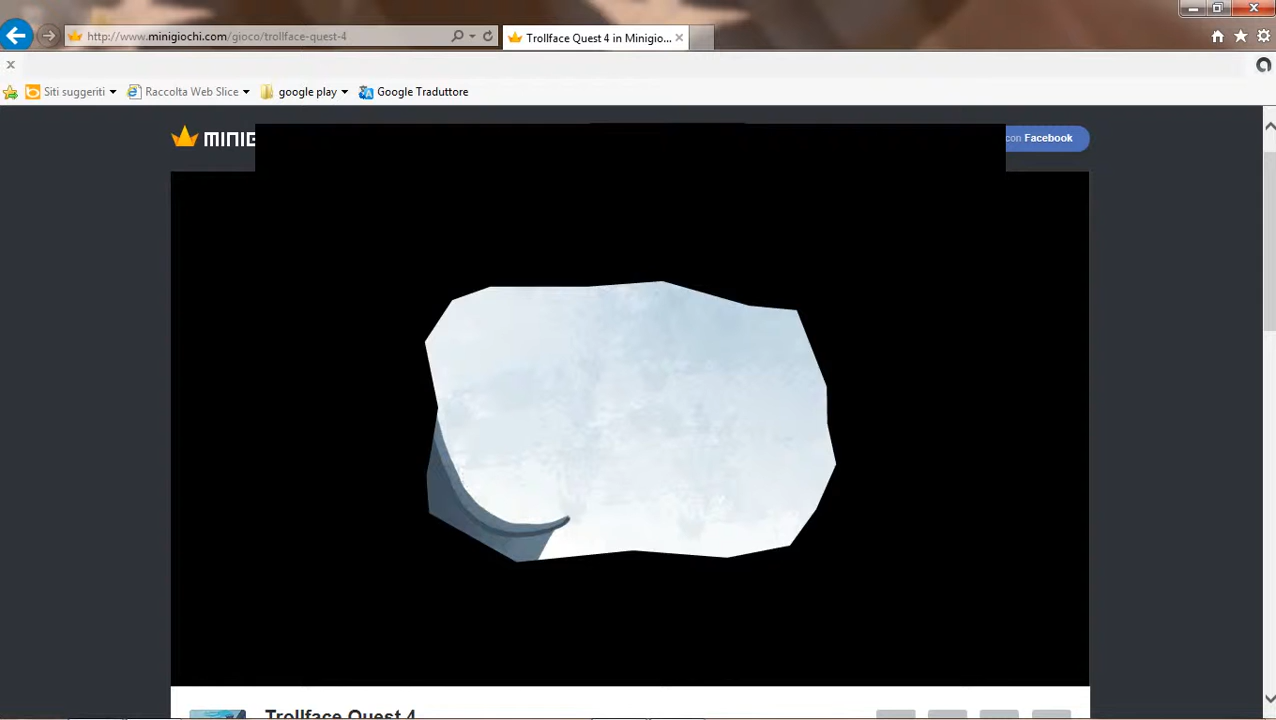 http://www.minigiochi.com/gioco/trollface-quest-4
Trollface Quest 4 in Minigio...
Siti suggeriti
Raccolta Web Slice
google play
Google Traduttore
con Facebook
Trollface Quest 4